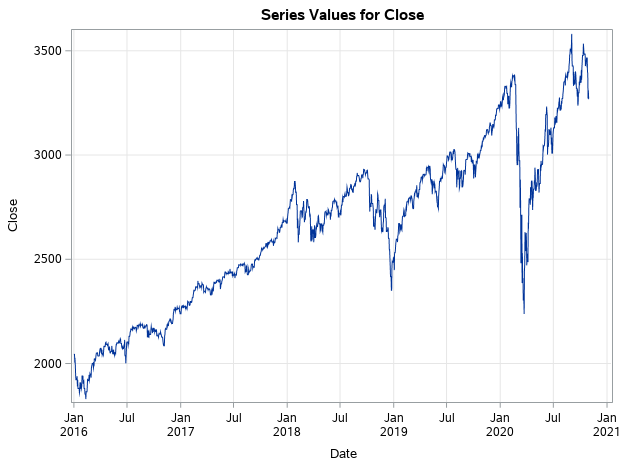 Series Values for Close
3500
3000
2500
2000
Close
Jan Jul Jan Jul Jan Jul Jan Jul Jan Jul Jan
2016 2017 2018 2019 2020 2021
Date